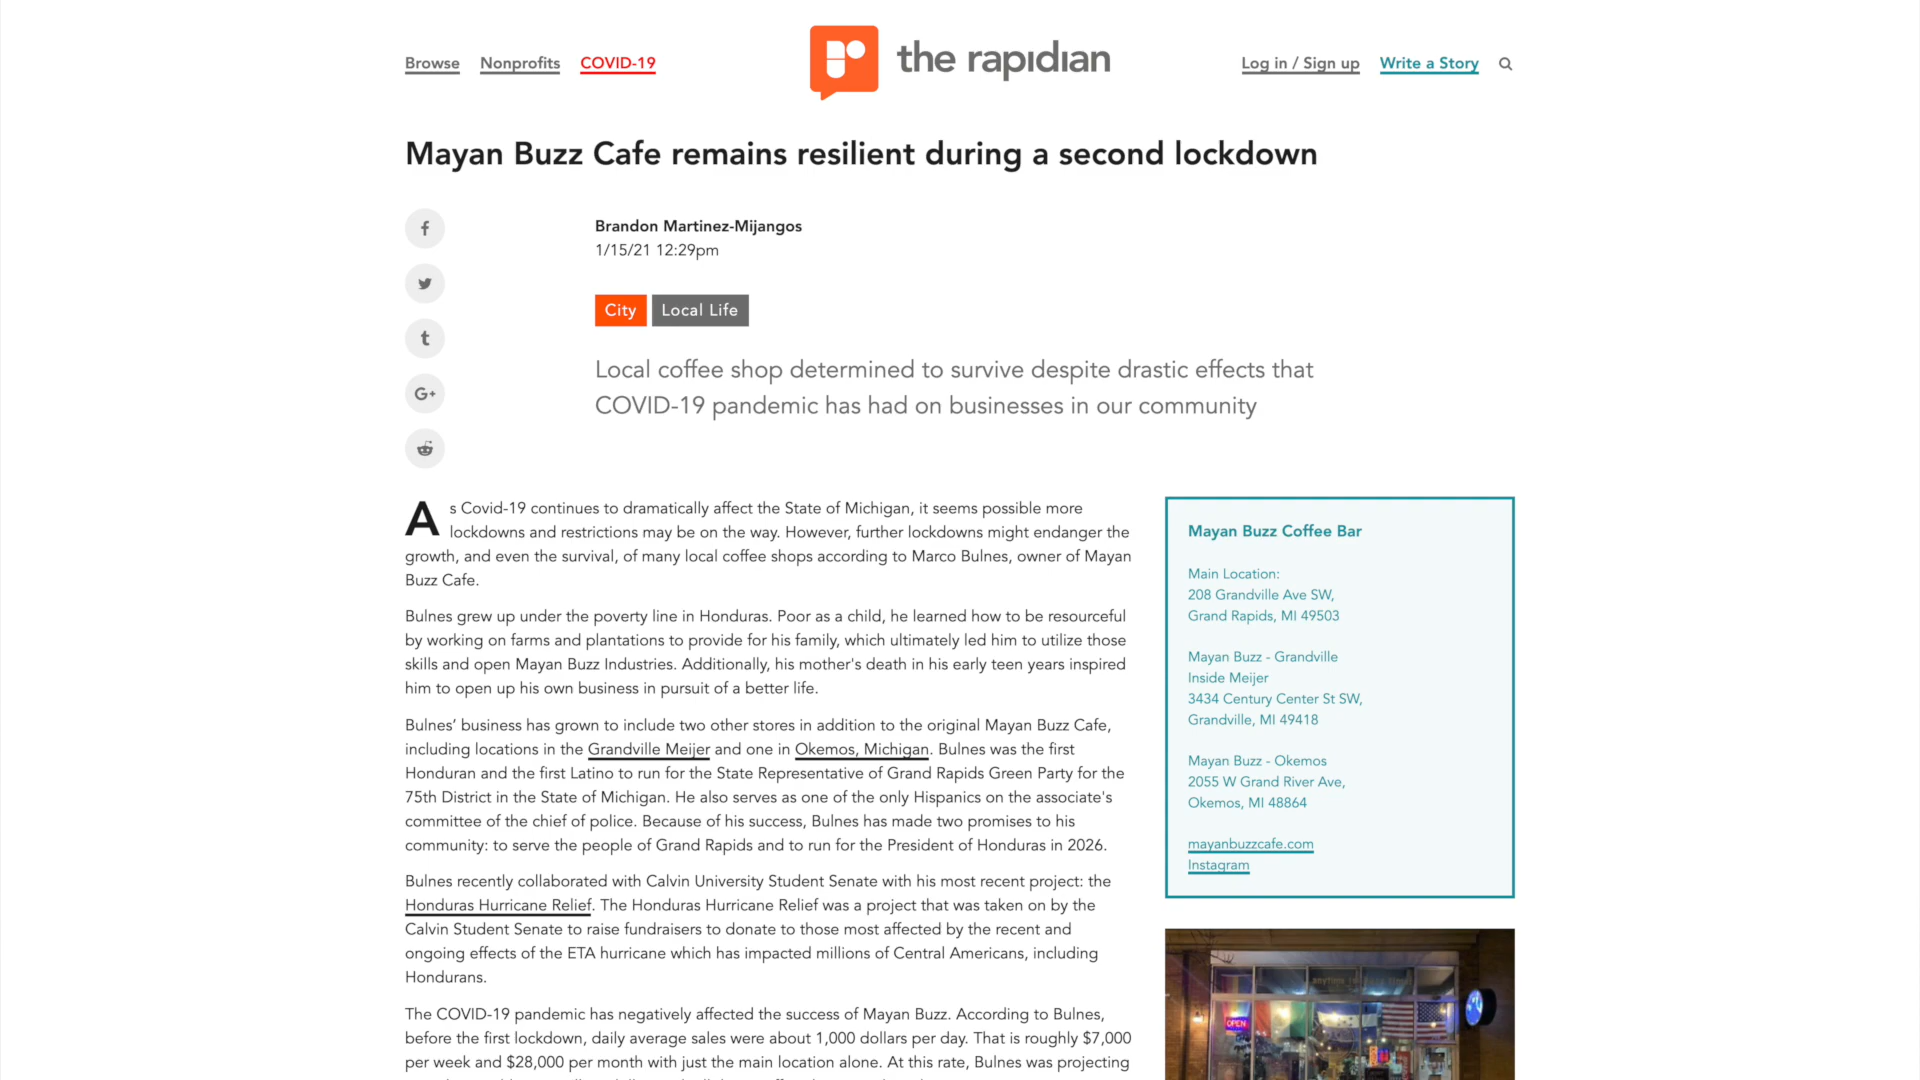 Browse Nonprofits COVID-19
the rapidian
Log in / Sign up Write a Story
Mayan Buzz Cafe remains resilient during a second lockdown
Brandon Martinez-Mijangos
1/15/21 12:29pm
City Local Life
Local coffee shop determined to survive despite drastic effects that
COVID-19 pandemic has had on businesses in our community
As Covid-19 continues to dramatically affect the State of Michigan, it seems possible more
lockdowns and restrictions may be on the way. However, further lockdowns might endanger the
growth, and even the survival, of many local coffee shops according to Marco Bulnes, owner of Mayan
Buzz Cafe.
Bulnes grew up under the poverty line in Honduras. Poor as a child, he learned how to be resourceful
by working on farms and plantations to provide for his family, which ultimately led him to utilize those
skills and open Mayan Buzz Industries. Additionally, his mother's death in his early teen years inspired
him to open up his own business in pursuit of a better life.
Bulnes’ business has grown to include two other stores in addition to the original Mayan Buzz Cafe,
including locations in the Grandville Meijer and one in Okemos, Michigan. Bulnes was the first
Honduran and the first Latino to run for the State Representative of Grand Rapids Green Party for the
75th District in the State of Michigan. He also serves as one of the only Hispanics on the associate's
committee of the chief of police. Because of his success, Bulnes has made two promises to his
community: to serve the people of Grand Rapids and to run for the President of Honduras in 2026.
Bulnes recently collaborated with Calvin University Student Senate with his most recent project: the
Honduras Hurricane Relief. The Honduras Hurricane Relief was a project that was taken on by the
Calvin Student Senate to raise fundraisers to donate to those most affected by the recent and
ongoing effects of the ETA hurricane which has impacted millions of Central Americans, including
Hondurans.
The COVID-19 pandemic has negatively affected the success of Mayan Buzz. According to Bulnes,
before the first lockdown, daily average sales were about 1,000 dollars per day. That is roughly $7,000
per week and $28,000 per month with just the main location alone. At this rate, Bulnes was projecting
Mayan Buzz Coffee Bar
Main Location:
208 Grandville Ave SW,
Grand Rapids, MI 49503
Mayan Buzz - Grandville
Inside Meijer
3434 Century Center St SW,
Grandville, MI 49418
Mayan Buzz - Okemos
2055 W Grand River Ave,
Okemos, MI 48864
mayanbuzzcafe.com
Instagram
OPEN